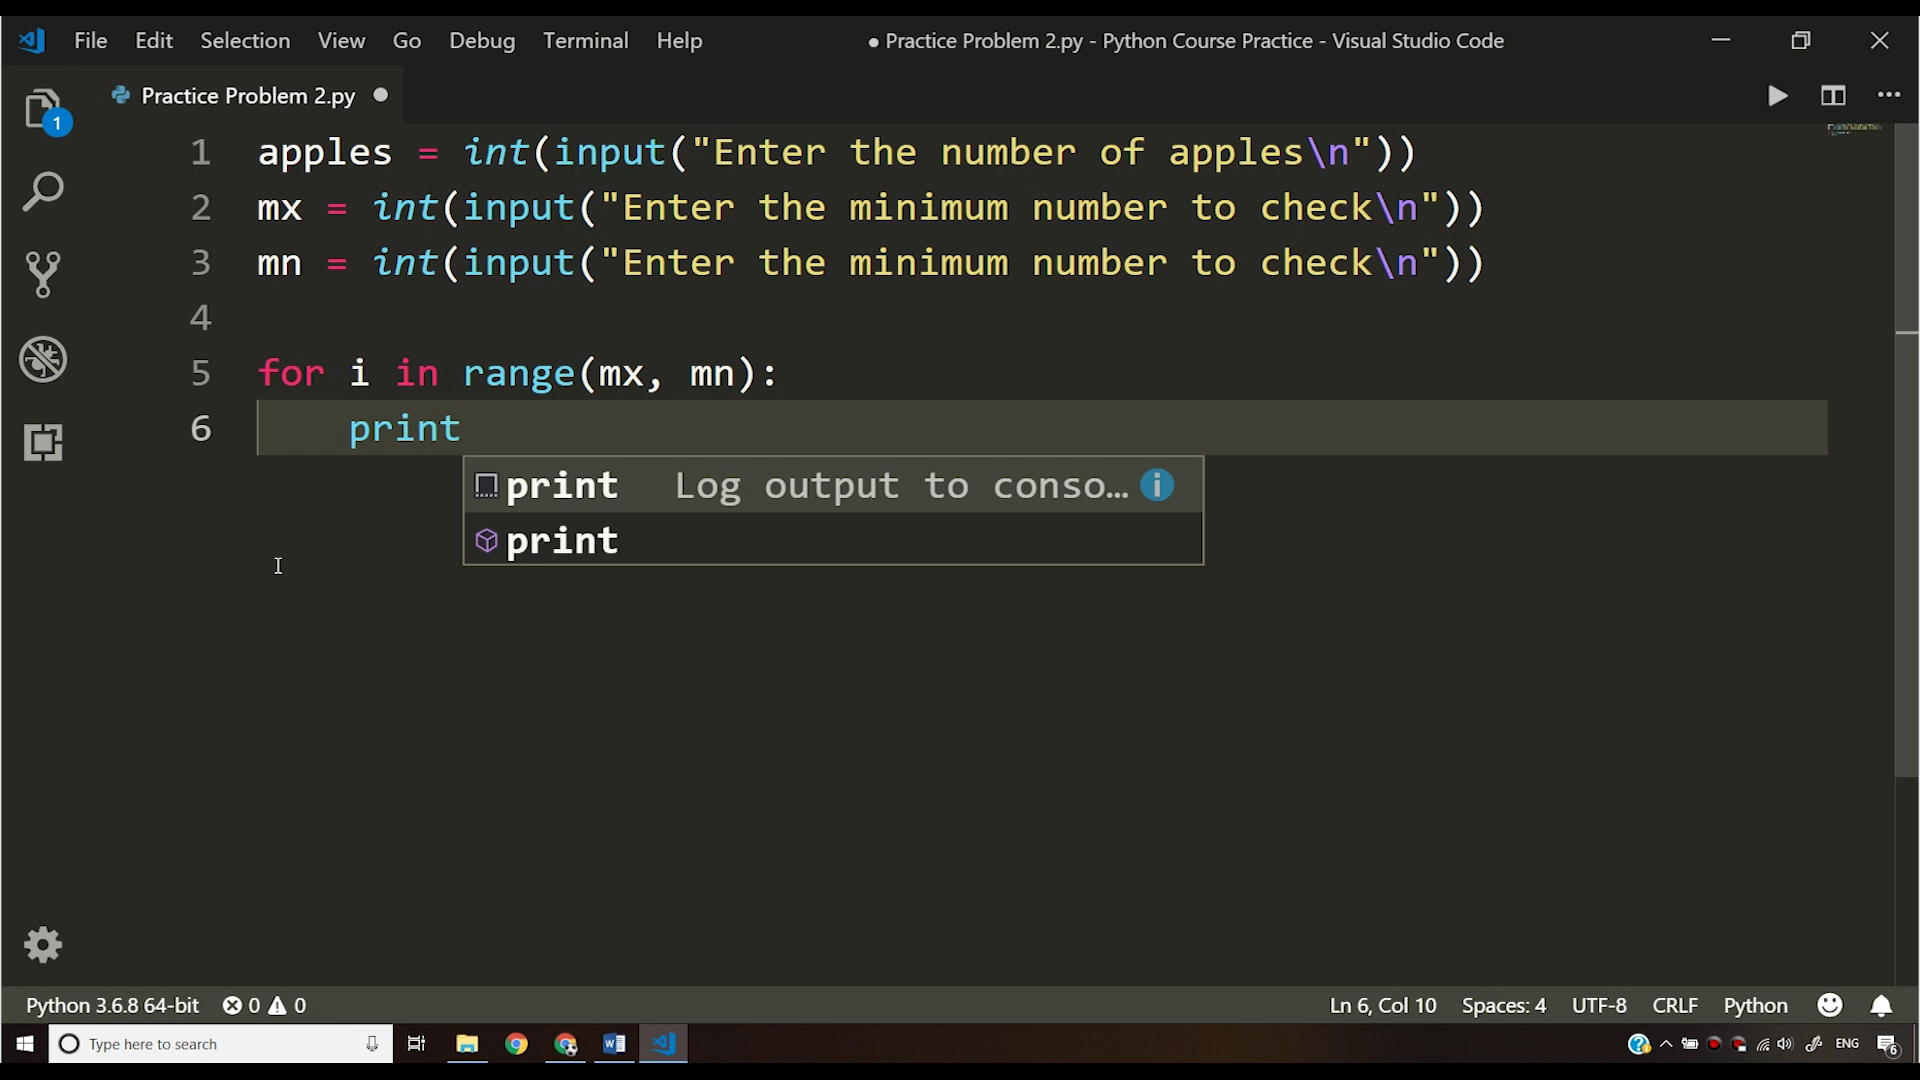 File Edit Selection View Go Debug Terminal Help ● Practice Problem 2.py - Python Course Practice - Visual Studio Code
Practice Problem 2.py ●
1
1 apples = int(input("Enter the number of apples\n"))
2 mx = int(input("Enter the minimum number to check\n"))
3 mn = int(input("Enter the minimum number to check\n"))
4
5 for i in range(mx, mn):
6 print
print Log output to conso…
print
Python 3.6.8 64-bit 0 0 Ln 6, Col 10 Spaces: 4 UTF-8 CRLF Python
Type here to search ENG 6